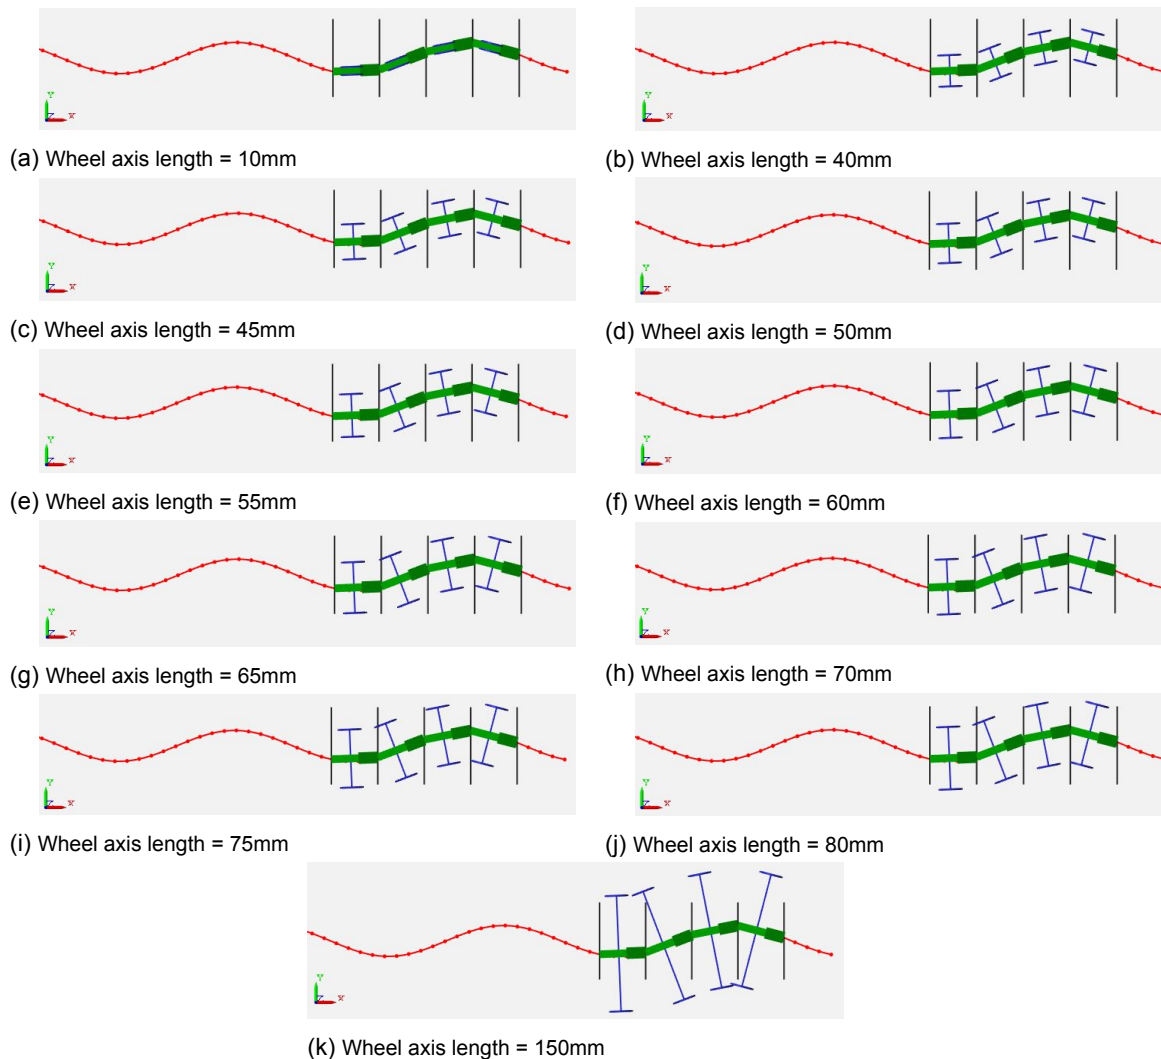 Y
Z X
Y
Z X
(a) Wheel axis length = 10mm
(b) Wheel axis length = 40mm
Y
Z X
Y
Z X
(c) Wheel axis length = 45mm
(d) Wheel axis length = 50mm
Y
Z X
Y
Z X
(e) Wheel axis length = 55mm
(f) Wheel axis length = 60mm
Y
Z X
Y
Z X
(g) Wheel axis length = 65mm
(h) Wheel axis length = 70mm
Y
Z X
Y
Z X
(i) Wheel axis length = 75mm
(j) Wheel axis length = 80mm
Y
Z X
(k) Wheel axis length = 150mm